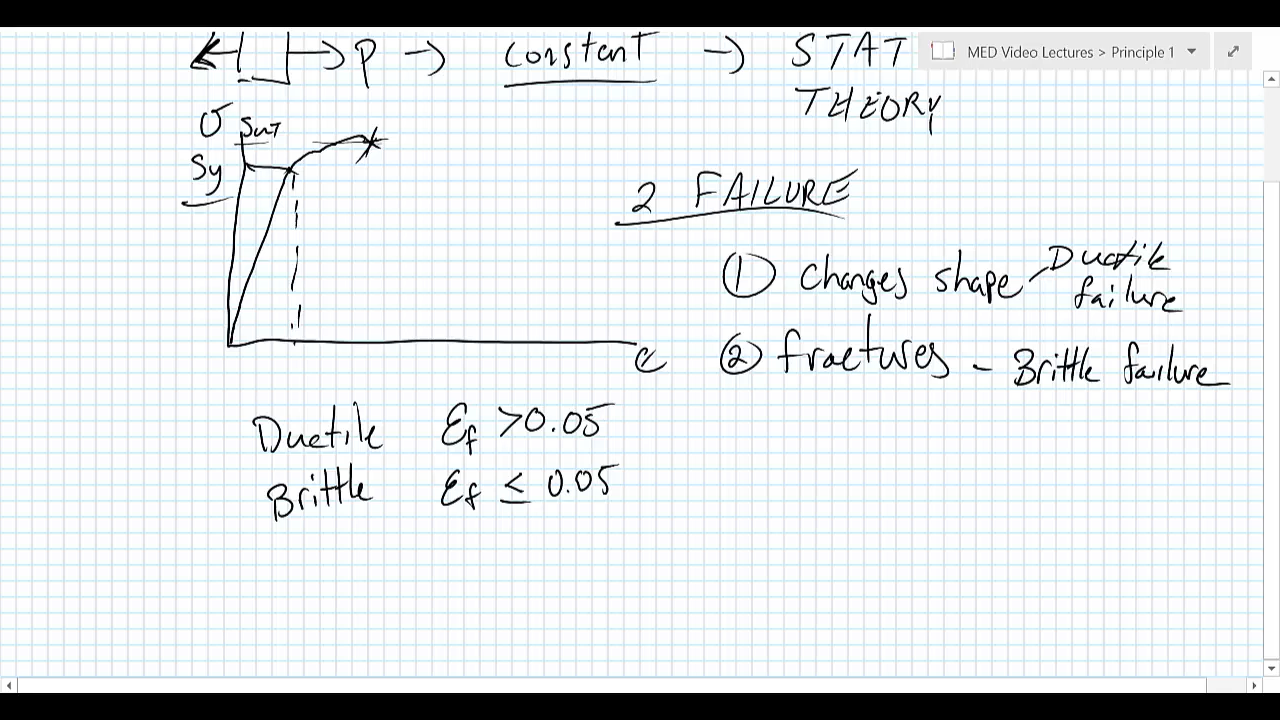 P → constant → STAT
MED Video Lectures > Principle 1
THEORY
σ Sut
Sy
2 FAILURE
① changes shape - Ductile failure
② fractures - Brittle failure
ϵ
Ductile εf >0.05
Brittle εf ≤ 0.05